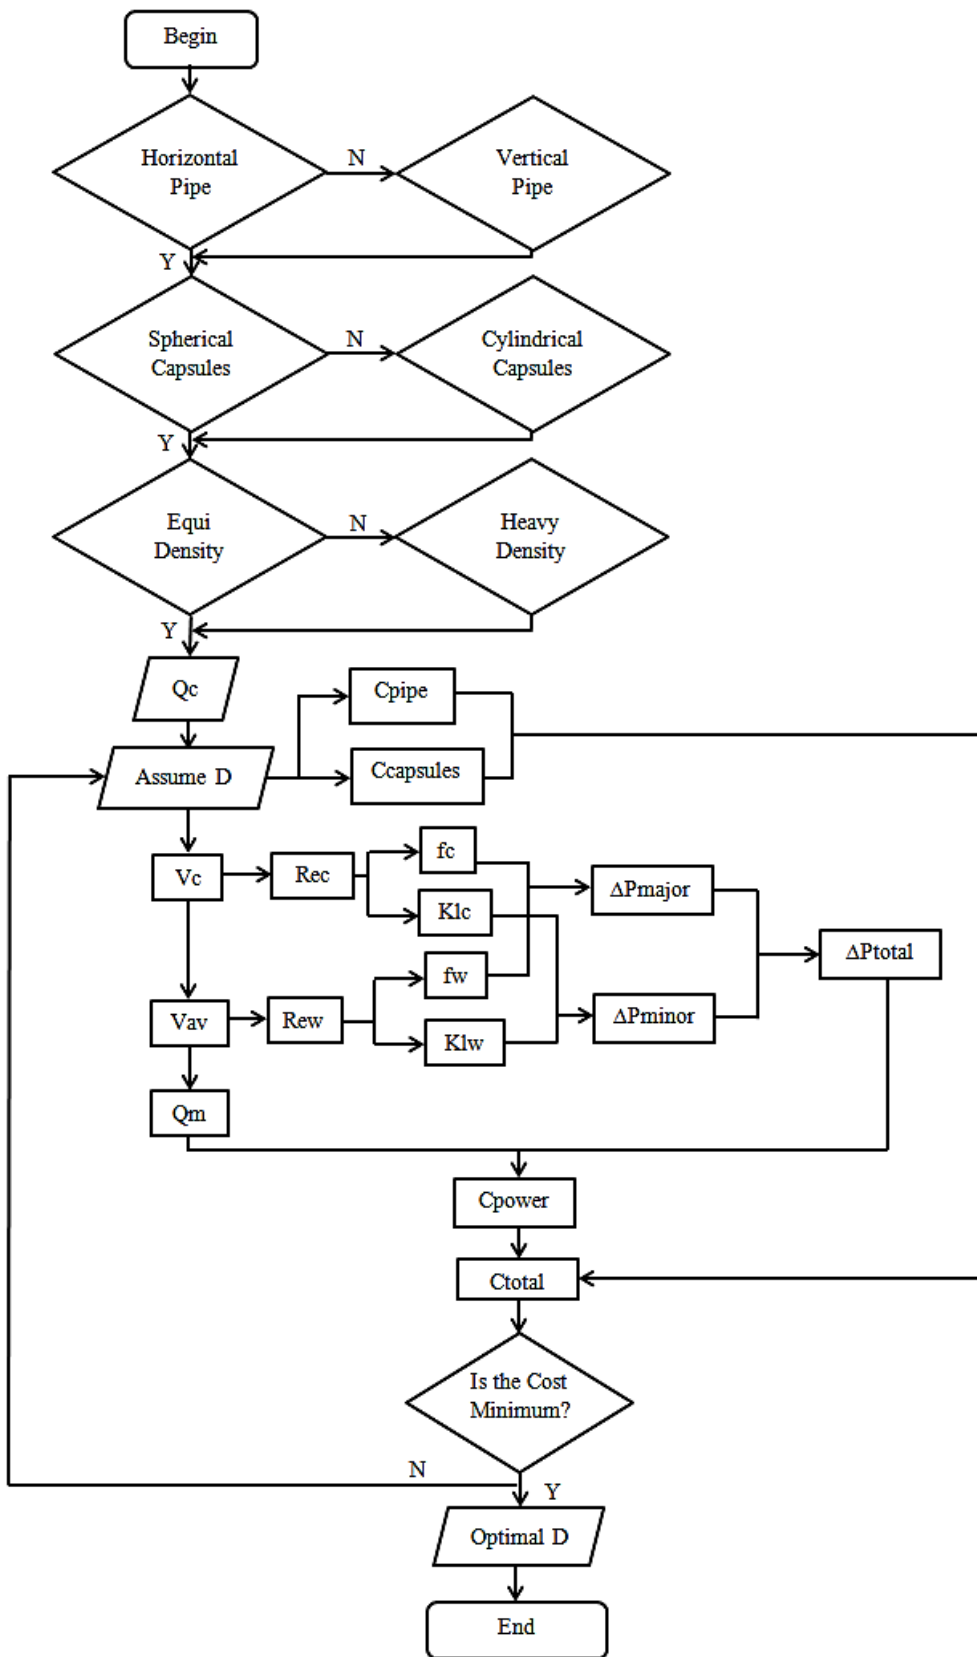 Begin
Horizontal
Pipe
N
Vertical
Pipe
Y
Spherical
Capsules
N
Cylindrical
Capsules
Y
Equi
Density
N
Heavy
Density
Y
Qc
Cpipe
Assume D
Ccapsules
Vc
Rec
fc
Klc
ΔPmajor
ΔPtotal
fw
Vav
Rew
Klw
ΔPminor
Qm
Cpower
Ctotal
Is the Cost
Minimum?
N
Y
Optimal D
End